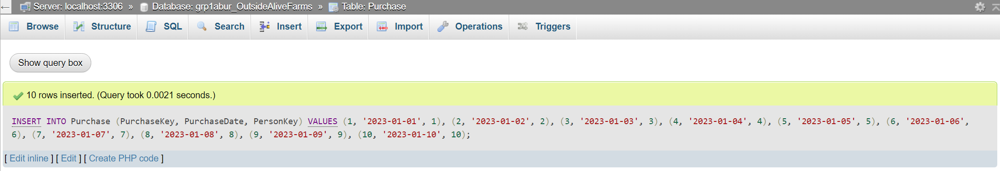 ← Server: localhost:3306 » Database: grp1abur_OutsideAliveFarms » Table: Purchase
Browse Structure SQL Search Insert Export Import Operations Triggers
Show query box
10 rows inserted. (Query took 0.0021 seconds.)
INSERT INTO Purchase (PurchaseKey, PurchaseDate, PersonKey) VALUES (1, '2023-01-01', 1), (2, '2023-01-02', 2), (3, '2023-01-03', 3), (4, '2023-01-04', 4), (5, '2023-01-05', 5), (6, '2023-01-06',
6), (7, '2023-01-07', 7), (8, '2023-01-08', 8), (9, '2023-01-09', 9), (10, '2023-01-10', 10);
[ Edit inline ] [ Edit ] [ Create PHP code ]